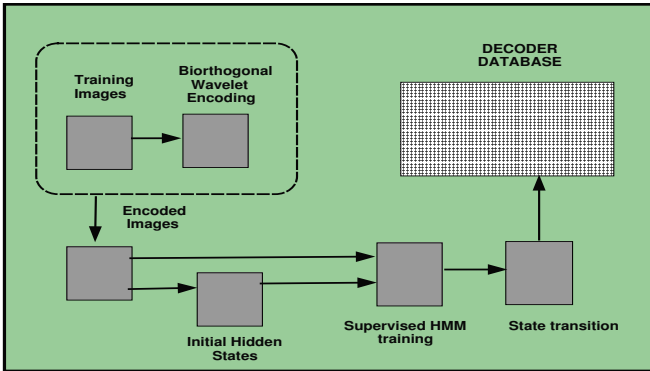 Training
Images
Biorthogonal
Wavelet
Encoding
DECODER
DATABASE
Encoded
Images
Initial Hidden
States
Supervised HMM
training
State transition